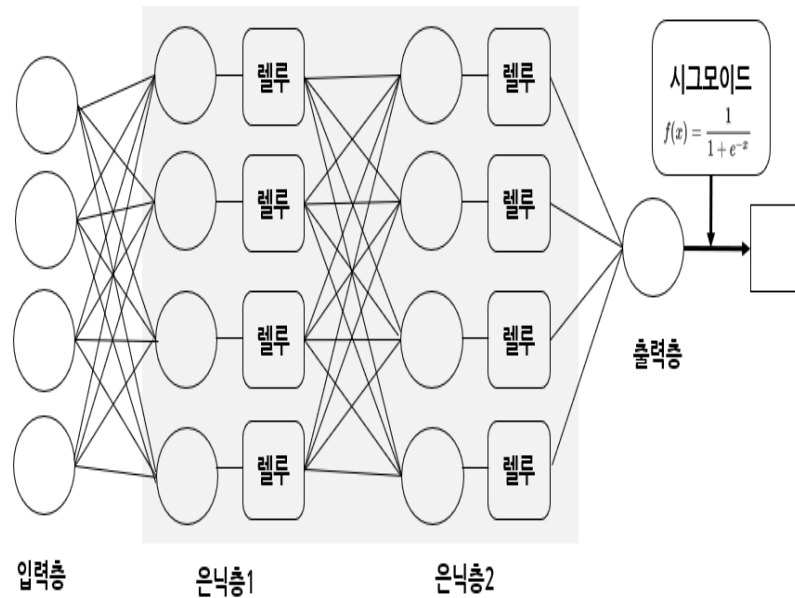 렐루
렐루
시그모이드
f(x) = 1 / (1 + e^{-x})
렐루
렐루
렐루
렐루
출력층
렐루
렐루
입력층
은닉층1
은닉층2